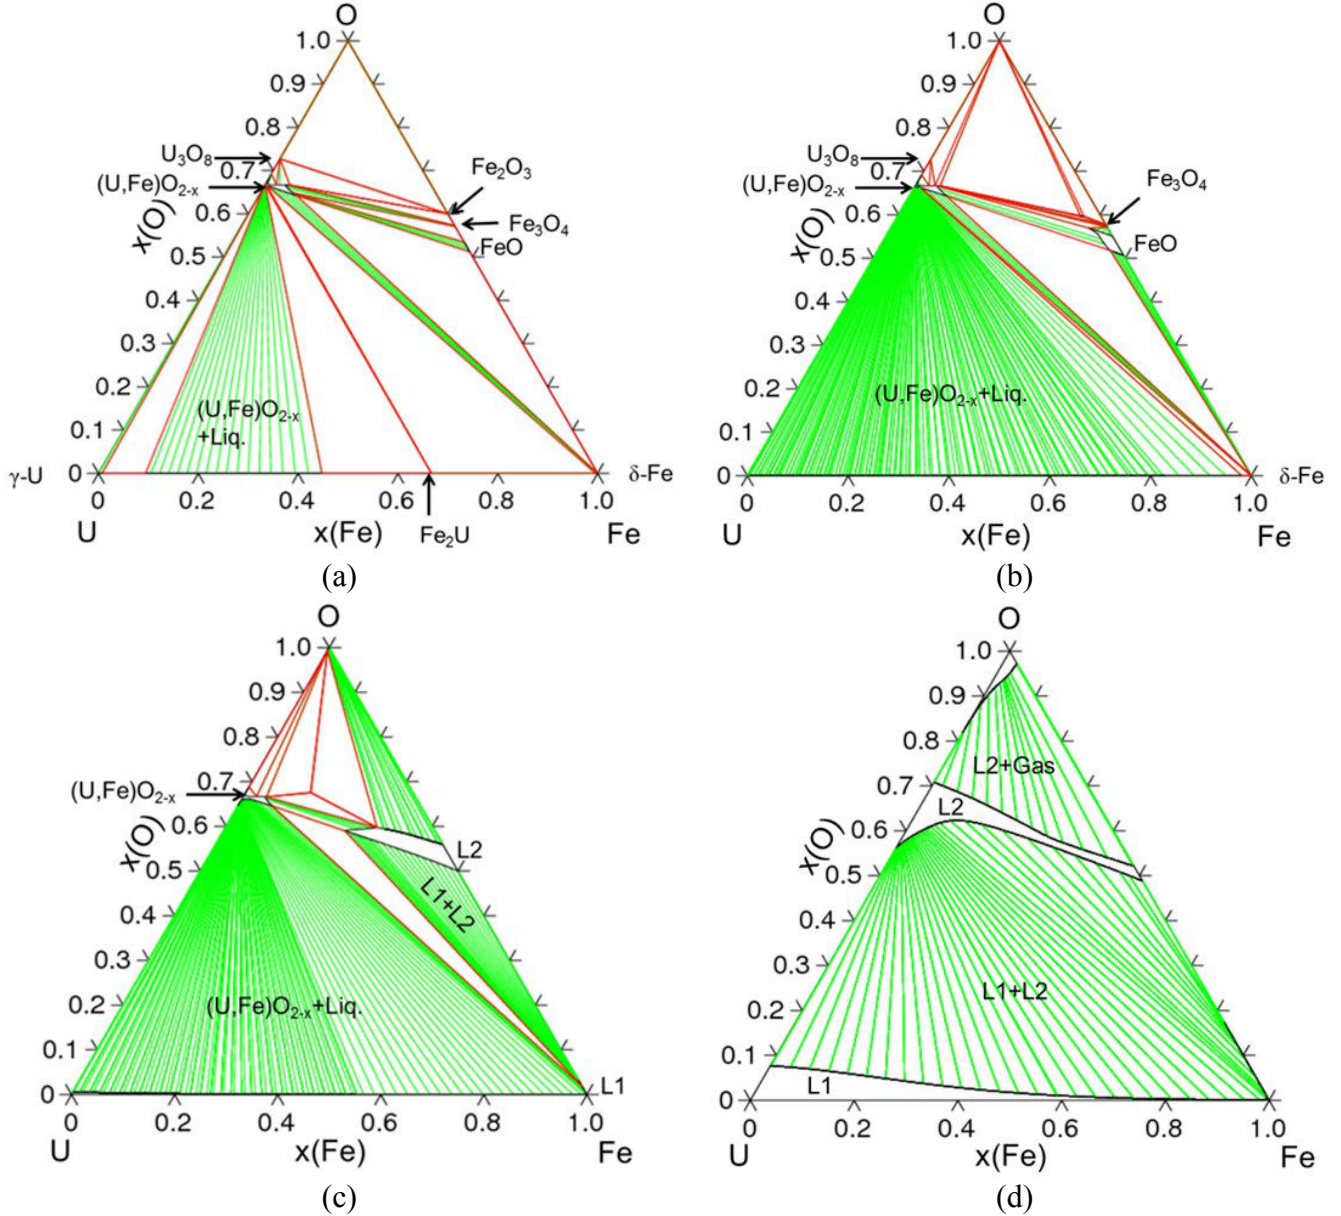 O
1.0
0.9
0.8
U₃O₈
0.7
Fe₂O₃
(U,Fe)O₂₋ₓ
0.6
Fe₃O₄
x(O)
FeO
0.5
0.4
0.3
0.2
(U,Fe)O₂₋ₓ
+Liq.
0.1
γ-U
0
δ-Fe
0
0.2
0.4
0.6
0.8
1.0
U
x(Fe)
Fe₂U
Fe
(a)
O
1.0
0.9
0.8
U₃O₈
0.7
Fe₃O₄
(U,Fe)O₂₋ₓ
0.6
x(O)
FeO
0.5
0.4
0.3
0.2
(U,Fe)O₂₋ₓ+Liq.
0.1
0
δ-Fe
0
0.2
0.4
0.6
0.8
1.0
U
x(Fe)
Fe
(b)
O
1.0
0.9
0.8
0.7
(U,Fe)O₂₋ₓ
0.6
x(O)
L2
0.5
L1+L2
0.4
0.3
0.2
(U,Fe)O₂₋ₓ+Liq.
0.1
0
L1
0
0.2
0.4
0.6
0.8
1.0
U
x(Fe)
Fe
(c)
O
1.0
0.9
0.8
L2+Gas
0.7
L2
0.6
x(O)
0.5
0.4
0.3
L1+L2
0.2
0.1
L1
0
0
0.2
0.4
0.6
0.8
1.0
U
x(Fe)
Fe
(d)